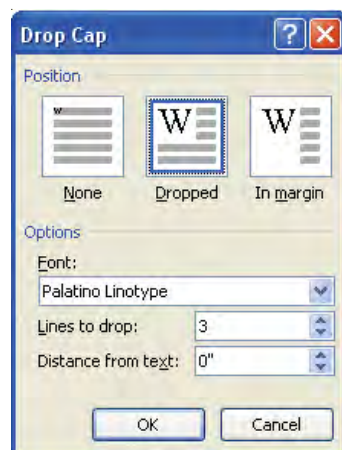 Drop Cap
Position
W W W
None Dropped In margin
Options
Font:
Palatino Linotype
Lines to drop: 3
Distance from text: 0"
OK Cancel